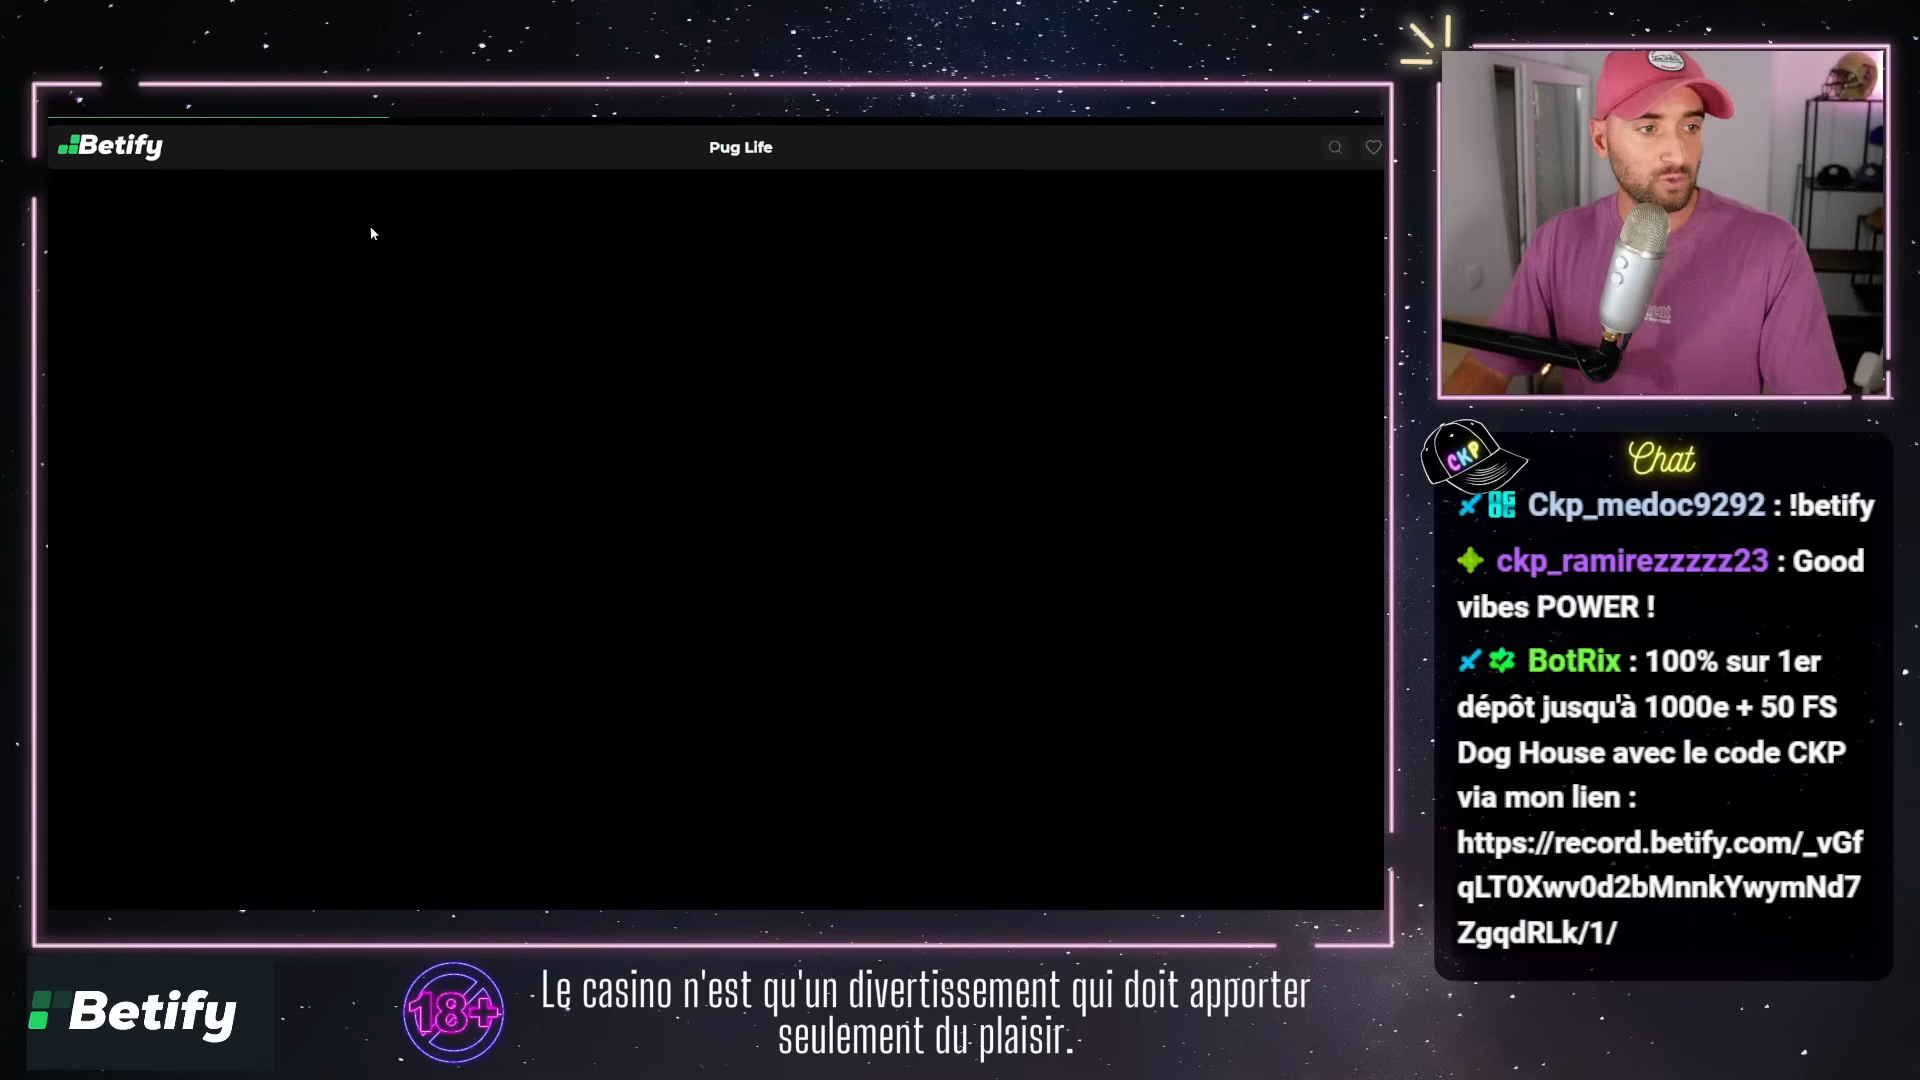 Betify
Pug Life
CKP
Chat
Ckp_medoc9292 : !betify
ckp_ramirezzzzz23 : Good
vibes POWER !
BotRix : 100% sur 1er
dépôt jusqu'à 1000e + 50 FS
Dog House avec le code CKP
via mon lien :
https://record.betify.com/_vGf
qLT0Xwv0d2bMnnkYwymNd7
ZgqdRLk/1/
Betify
18+
Le casino n'est qu'un divertissement qui doit apporter
seulement du plaisir.